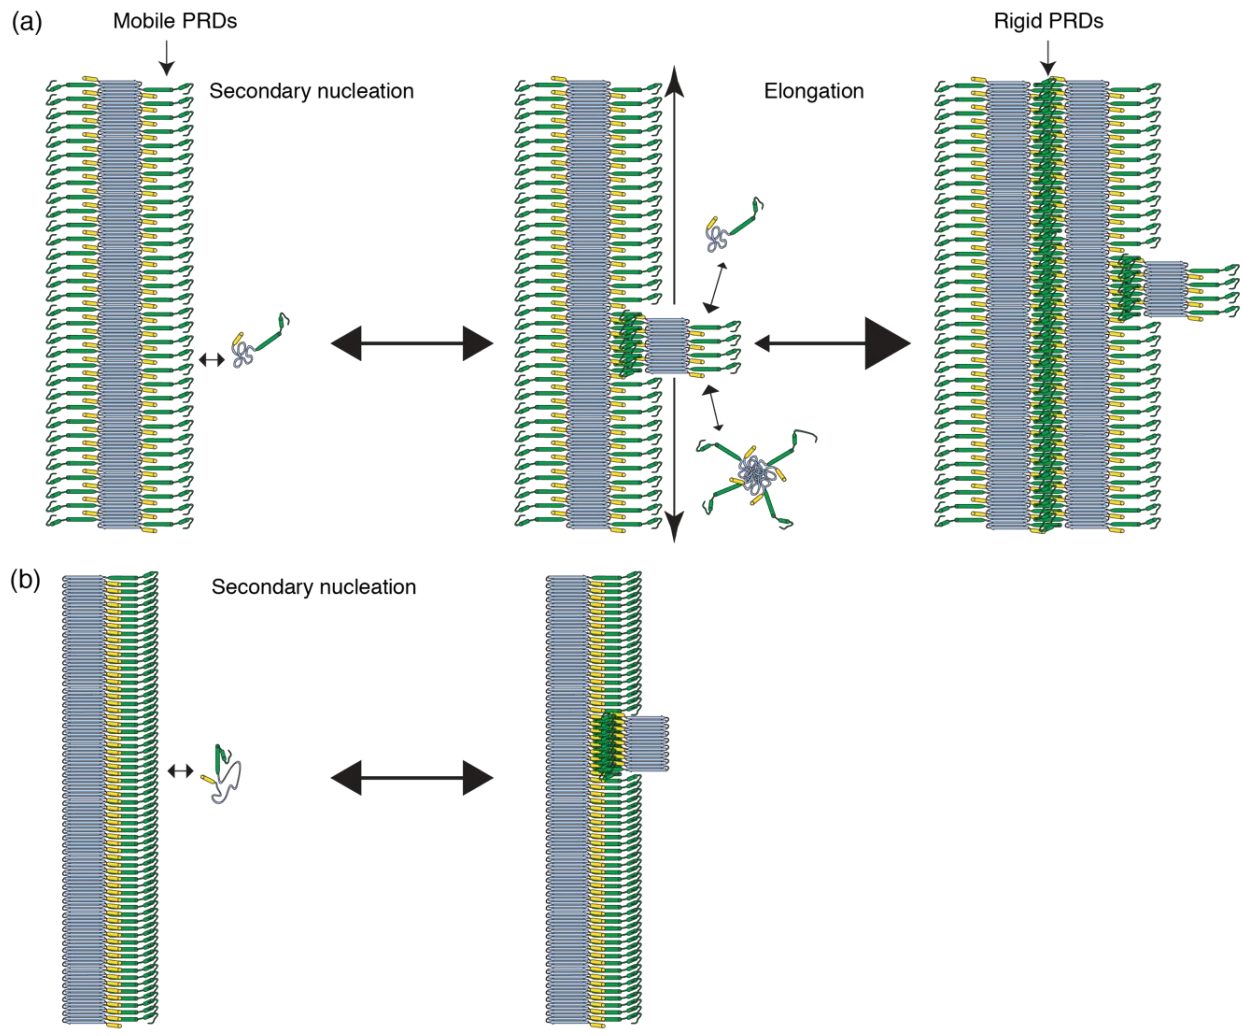 (a)
Mobile PRDs
Rigid PRDs
Secondary nucleation
Elongation
(b)
Secondary nucleation